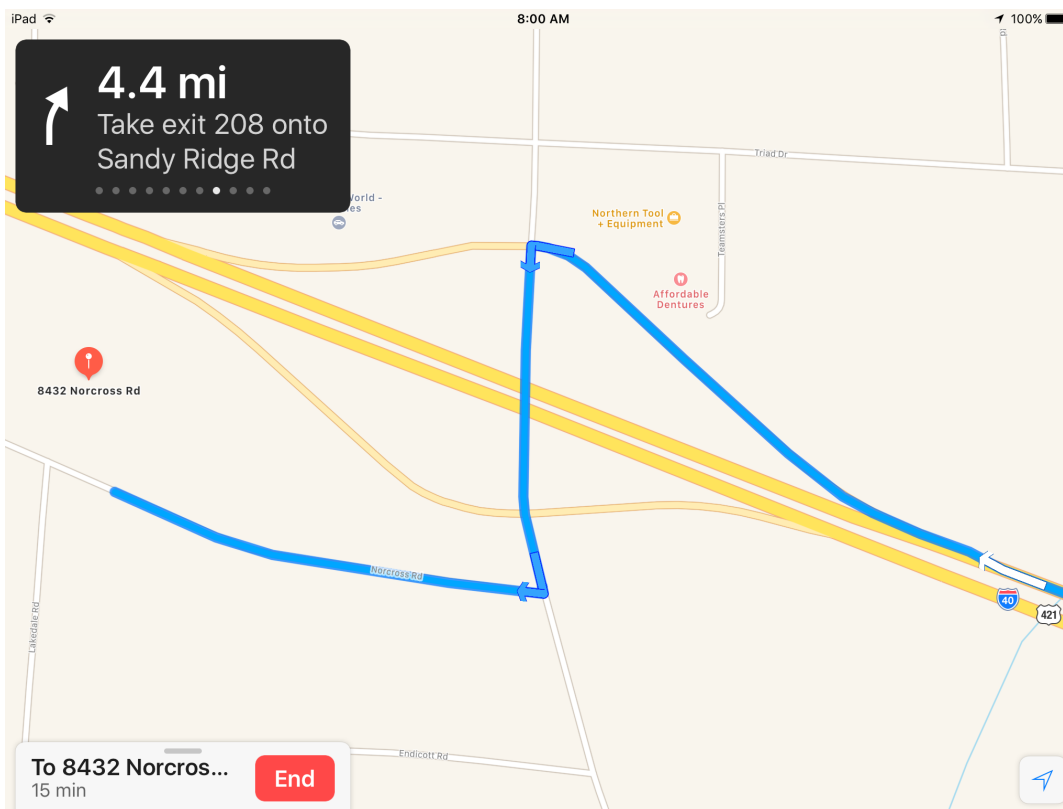 iPad
8:00 AM
100%
4.4 mi
Take exit 208 onto
Sandy Ridge Rd
Triad Dr
Northern Tool
+ Equipment
Teamsters Pl
Affordable
Dentures
8432 Norcross Rd
Norcross Rd
40
421
Lakedale Rd
Endicott Rd
To 8432 Norcros...
15 min
End